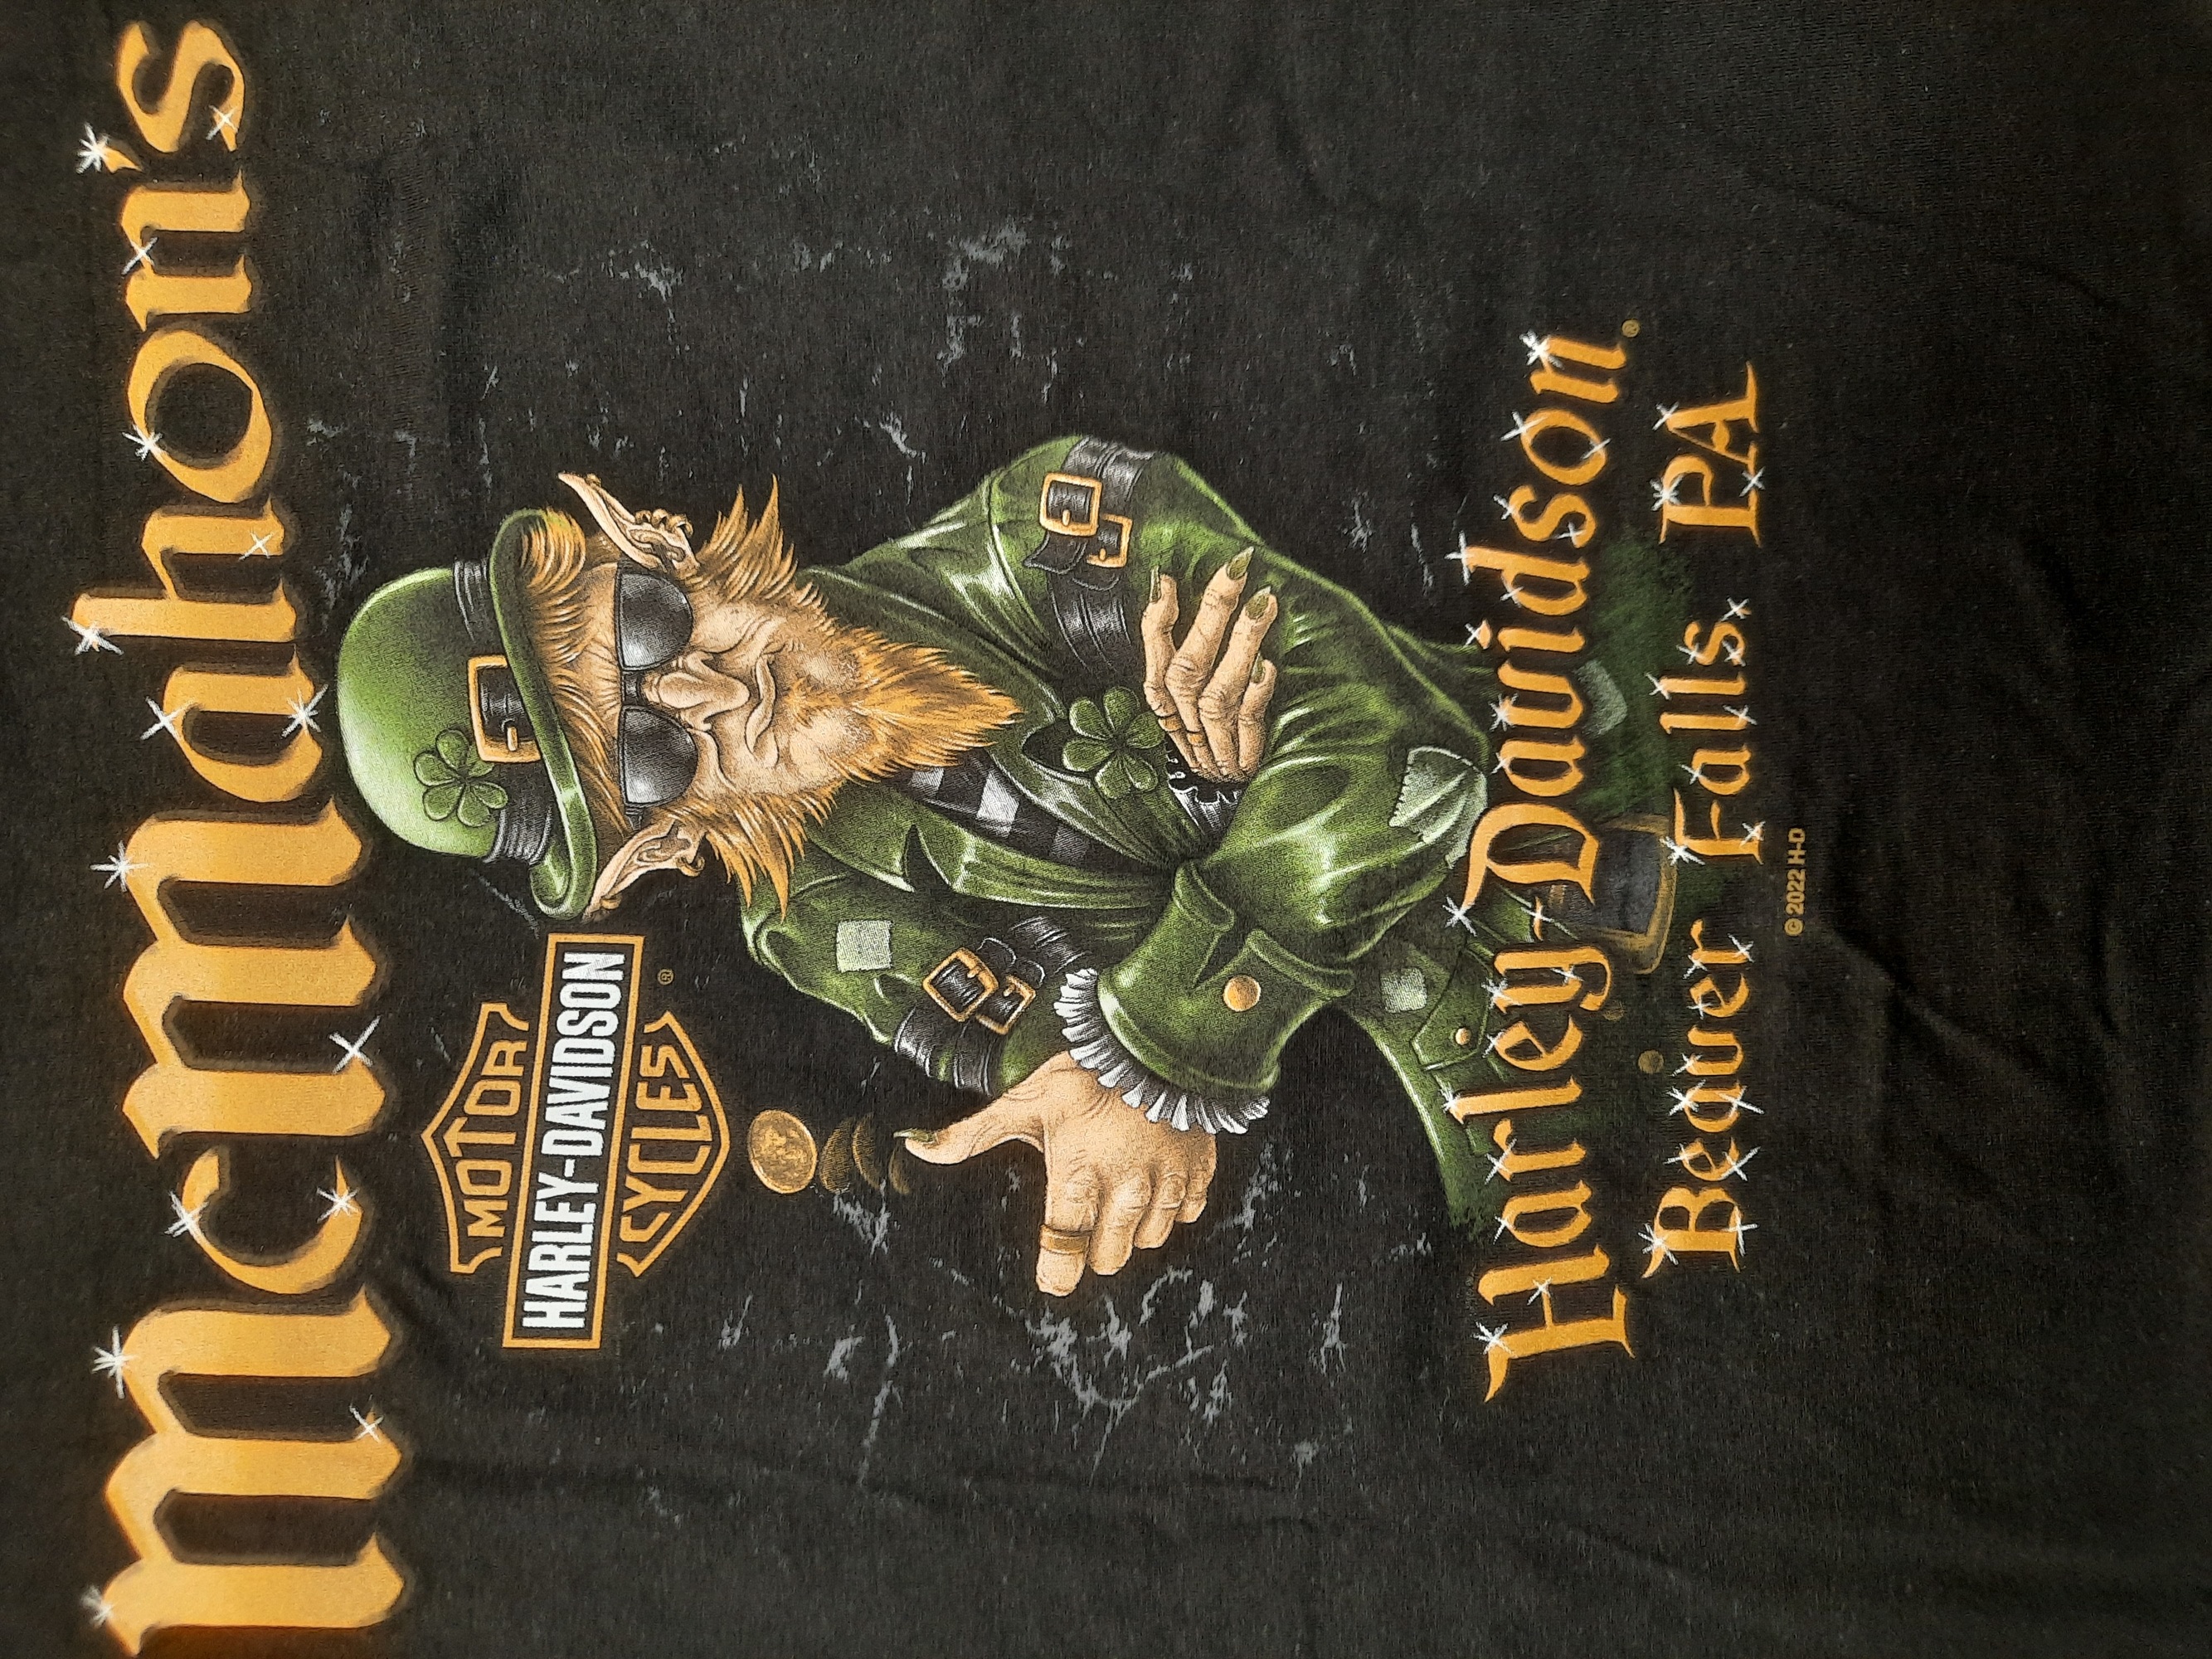 McMahon's
MOTOR
HARLEY-DAVIDSON
CYCLES
®
Harley-Davidson®
Beaver Falls, PA
© 2022 H-D